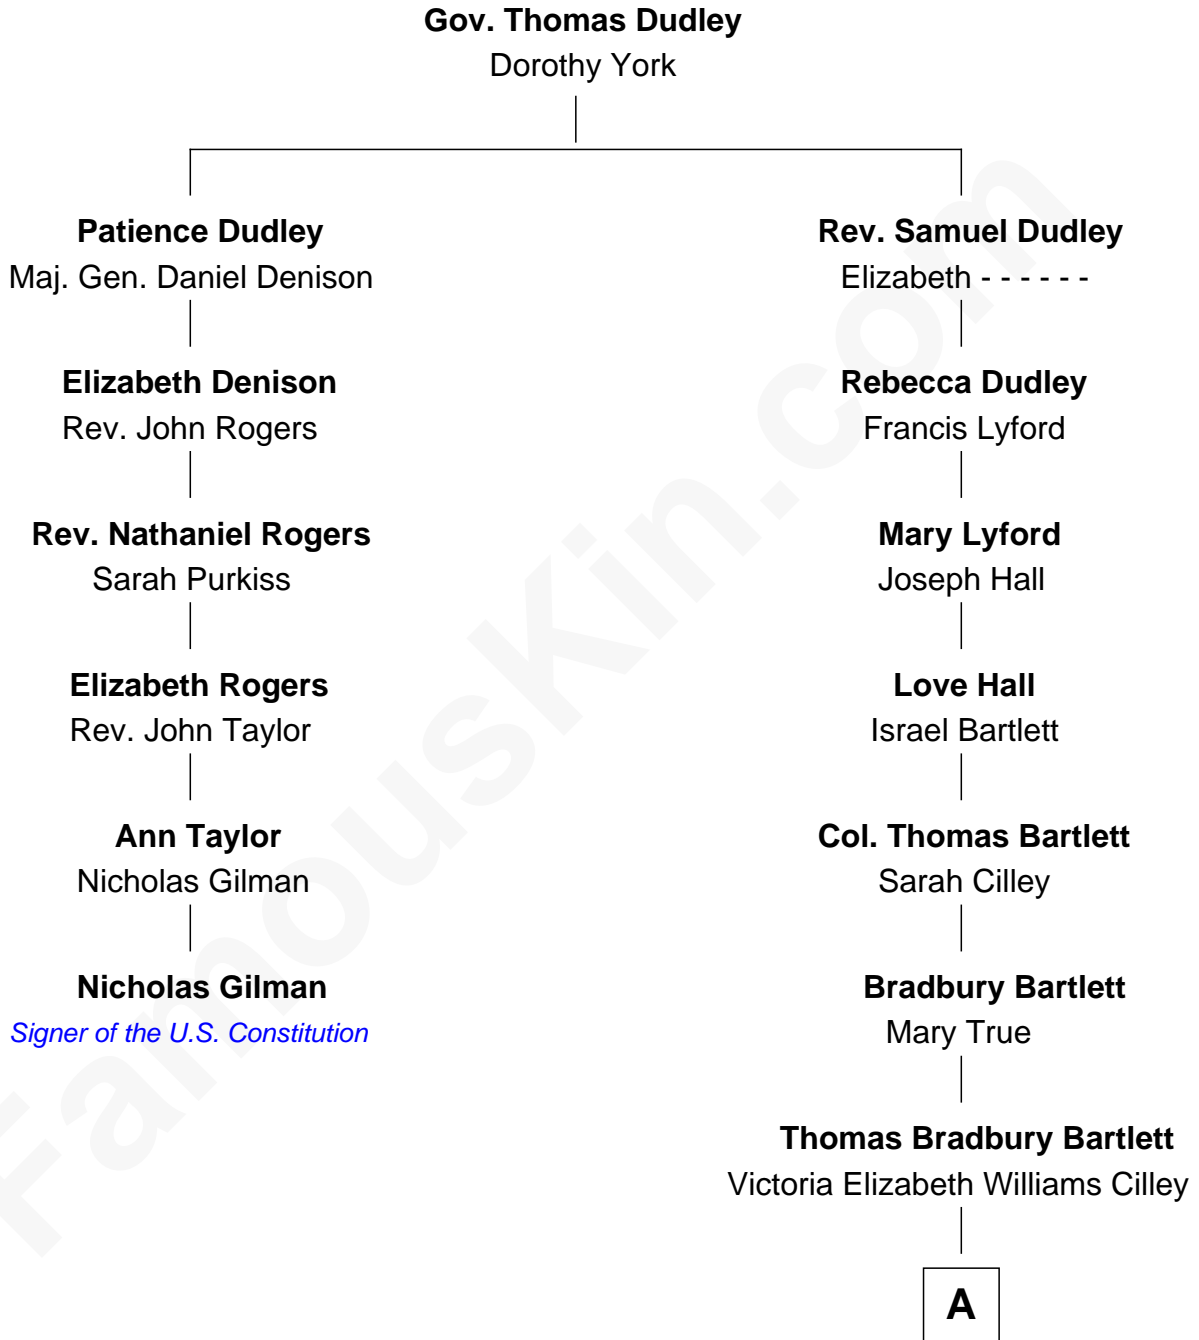 Gov. Thomas Dudley
Dorothy York
Patience Dudley
Maj. Gen. Daniel Denison
Elizabeth Denison
Rev. John Rogers
Rev. Nathaniel Rogers
Sarah Purkiss
Elizabeth Rogers
Rev. John Taylor
Ann Taylor
Nicholas Gilman
Nicholas Gilman
Signer of the U.S. Constitution
Rev. Samuel Dudley
Elizabeth - - - - - -
Rebecca Dudley
Francis Lyford
Mary Lyford
Joseph Hall
Love Hall
Israel Bartlett
Col. Thomas Bartlett
Sarah Cilley
Bradbury Bartlett
Mary True
Thomas Bradbury Bartlett
Victoria Elizabeth Williams Cilley
A
FamousKin.com